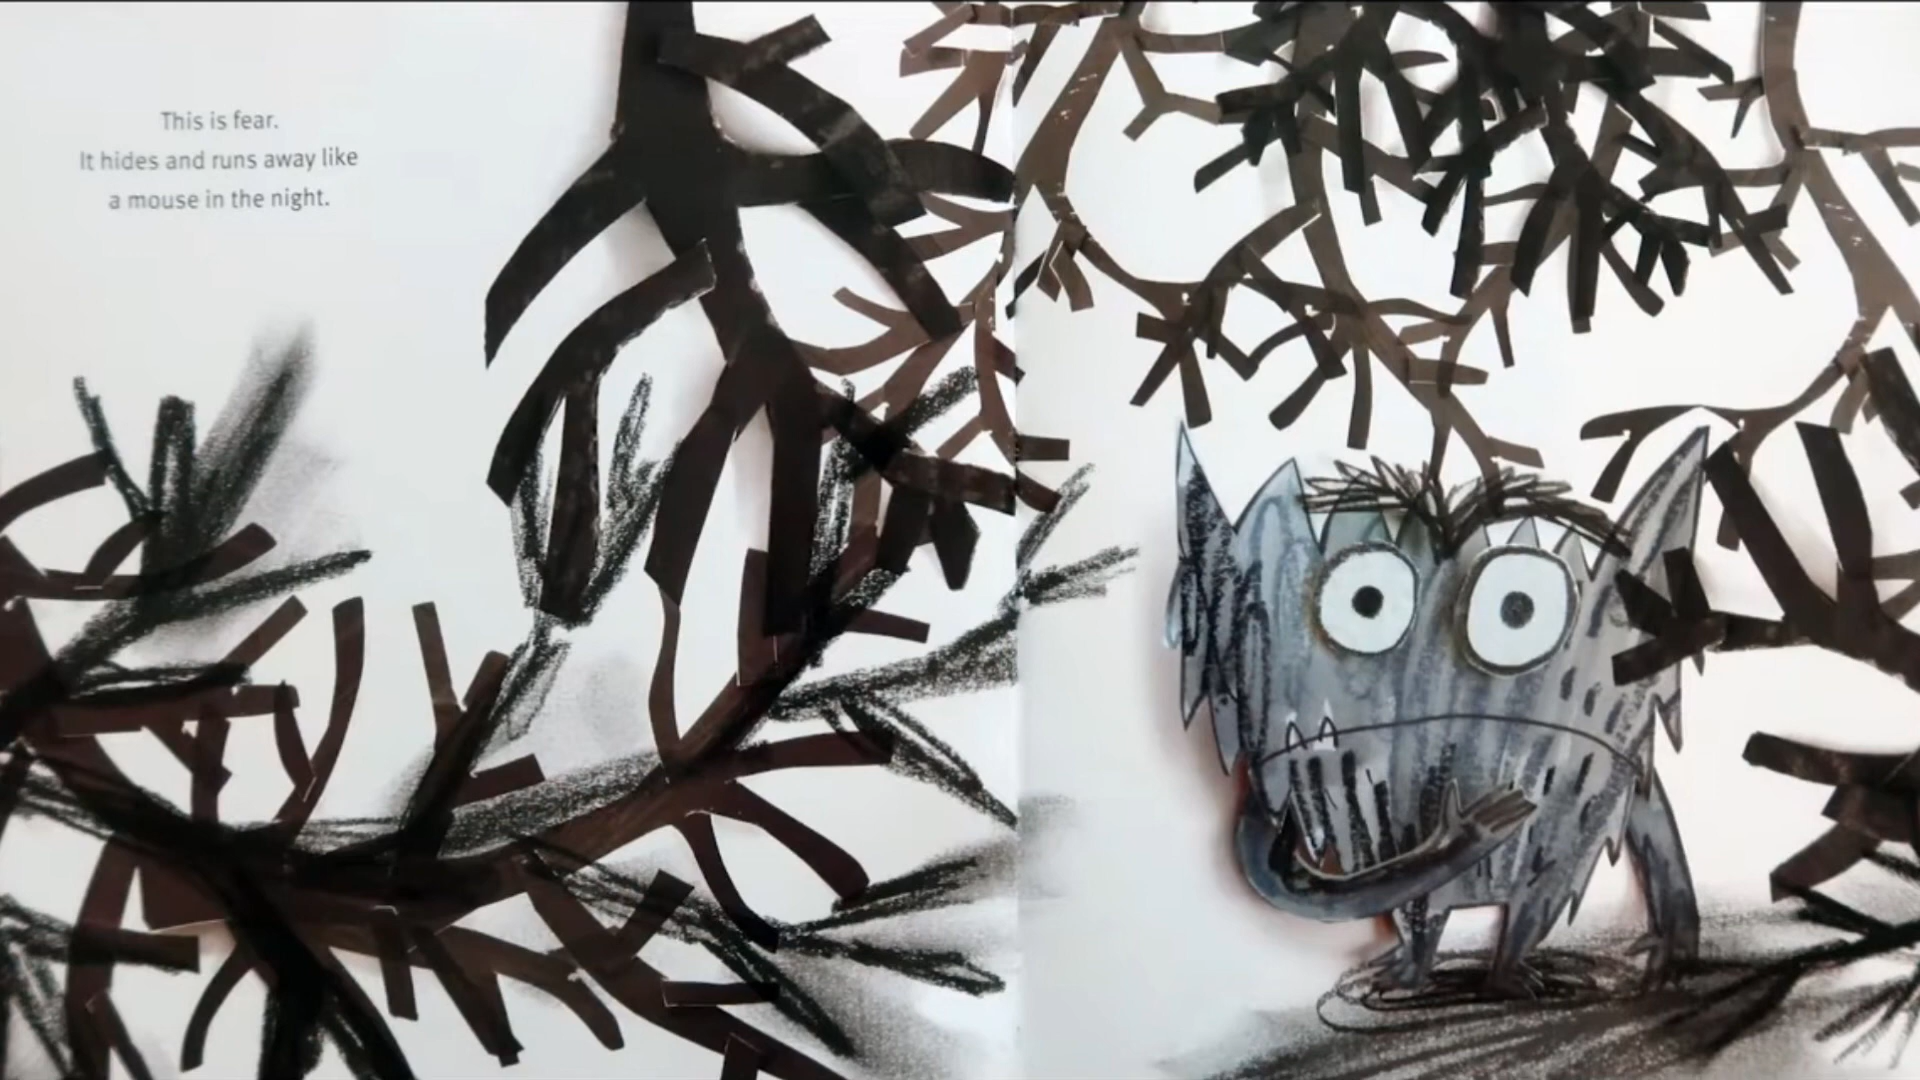 This is fear.
It hides and runs away like
a mouse in the night.